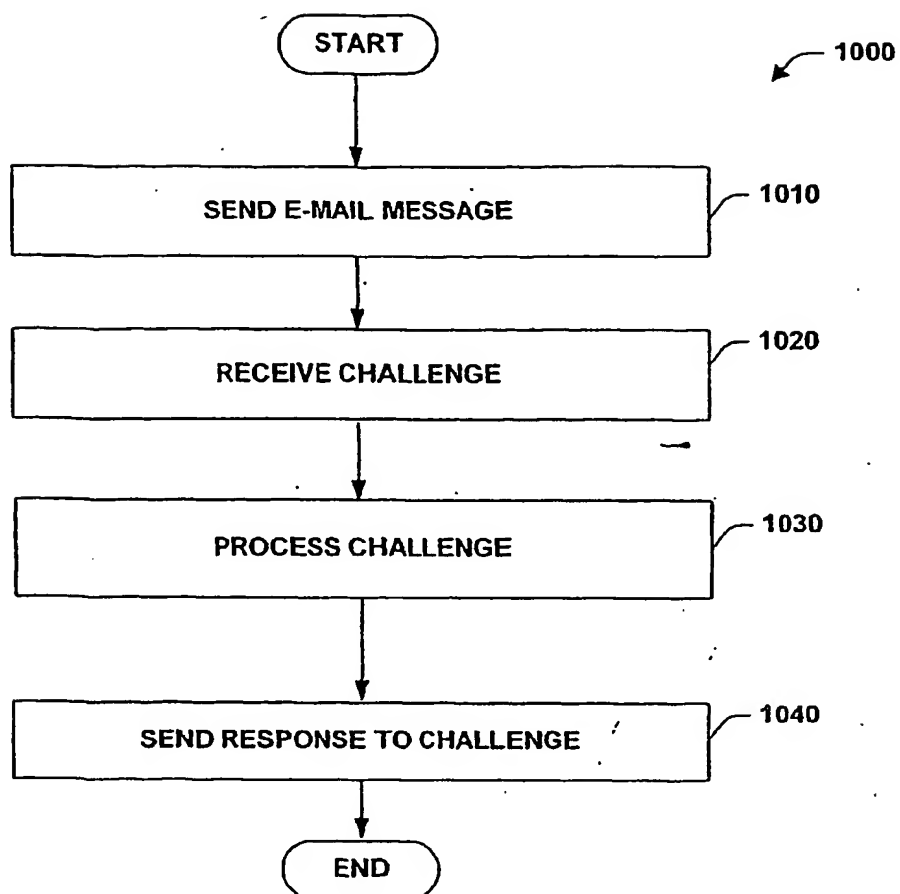 START
1000
SEND E-MAIL MESSAGE
1010
RECEIVE CHALLENGE
1020
PROCESS CHALLENGE
1030
SEND RESPONSE TO CHALLENGE
1040
END